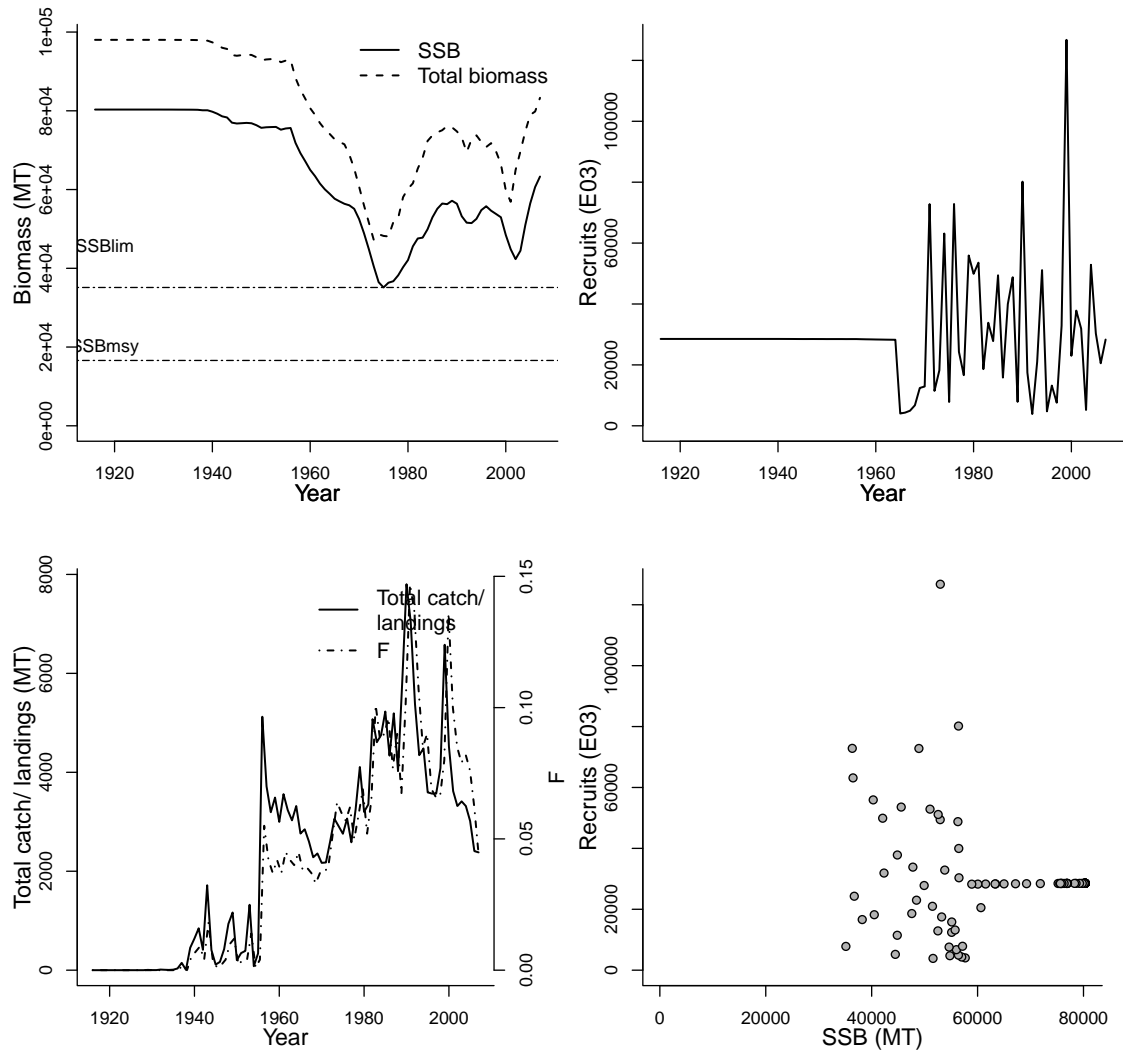 SSB
Total biomass
Biomass (MT)
0e+00
2e+04
4e+04
6e+04
8e+04
1e+05
SSBlim
SSBmsy
1920
1940
1960
1980
2000
Year
Recruits (E03)
0
20000
60000
100000
1920
1940
1960
1980
2000
Year
Total catch/ landings (MT)
0
2000
4000
6000
8000
Total catch/
landings
F
0.00
0.05
0.10
0.15
F
1920
1940
1960
1980
2000
Year
Recruits (E03)
0
20000
60000
100000
0
20000
40000
60000
80000
SSB (MT)